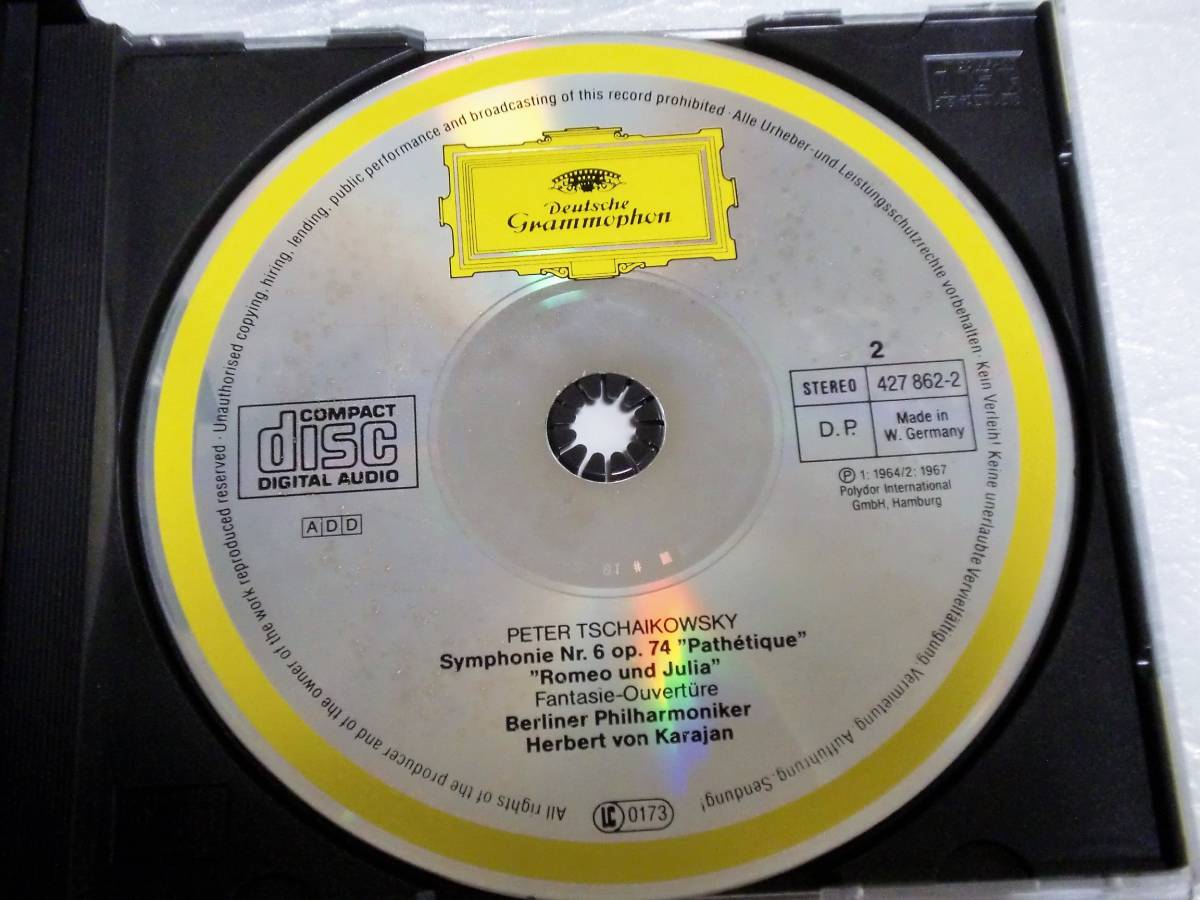 All rights of the producer and of the owner of the work reproduced reserved · Unauthorised copying, hiring, lending, public performance and broadcasting of this record prohibited · Alle Urheber- und Leistungsschutzrechte vorbehalten · Kein Verleih! Keine unerlaubte Vervielfältigung, Vermietung, Aufführung, Sendung!
Deutsche
Grammophon
COMPACT
disc
DIGITAL AUDIO
ADD
2
STEREO 427 862-2
D. P. Made in
W. Germany
Ⓟ 1: 1964/2: 1967
Polydor International
GmbH, Hamburg
PETER TSCHAIKOWSKY
Symphonie Nr. 6 op. 74 "Pathétique"
"Romeo und Julia"
Fantasie-Ouvertüre
Berliner Philharmoniker
Herbert von Karajan
LC 0173